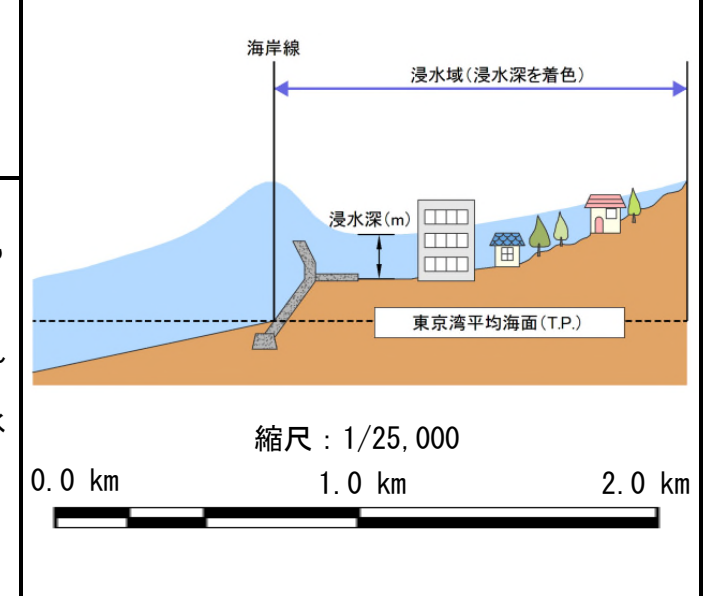 海岸線
浸水域(浸水深を着色)
浸水深(m)
東京湾平均海面(T.P.)
縮尺:1/25,000
0.0 km 1.0 km 2.0 km